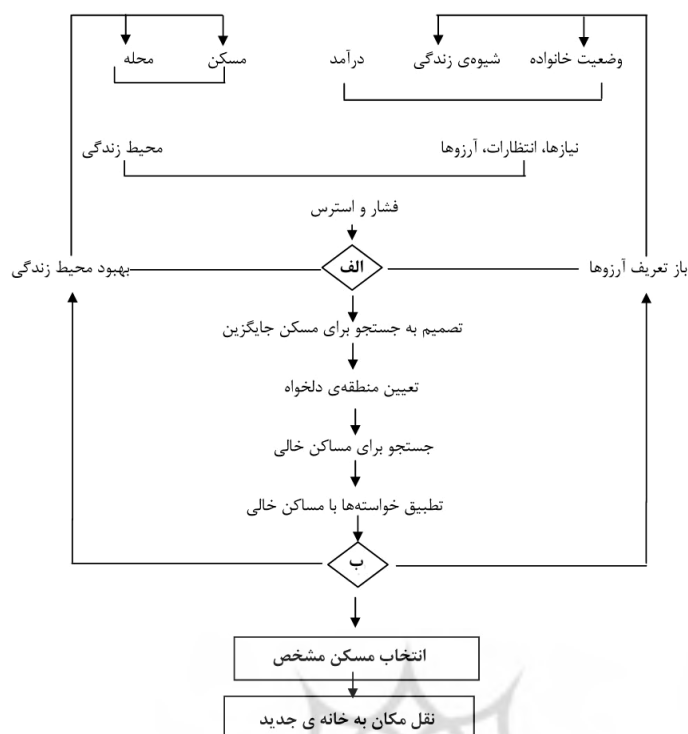 وضعیت خانواده شیوه‌ی زندگی درآمد مسکن محله
نیازها، انتظارات، آرزوها محیط زندگی
فشار و استرس
باز تعریف آرزوها الف بهبود محیط زندگی
تصمیم به جستجو برای مسکن جایگزین
تعیین منطقه‌ی دلخواه
جستجو برای مساکن خالی
تطبیق خواسته‌ها با مساکن خالی
ب
انتخاب مسکن مشخص
نقل مکان به خانه ی جدید